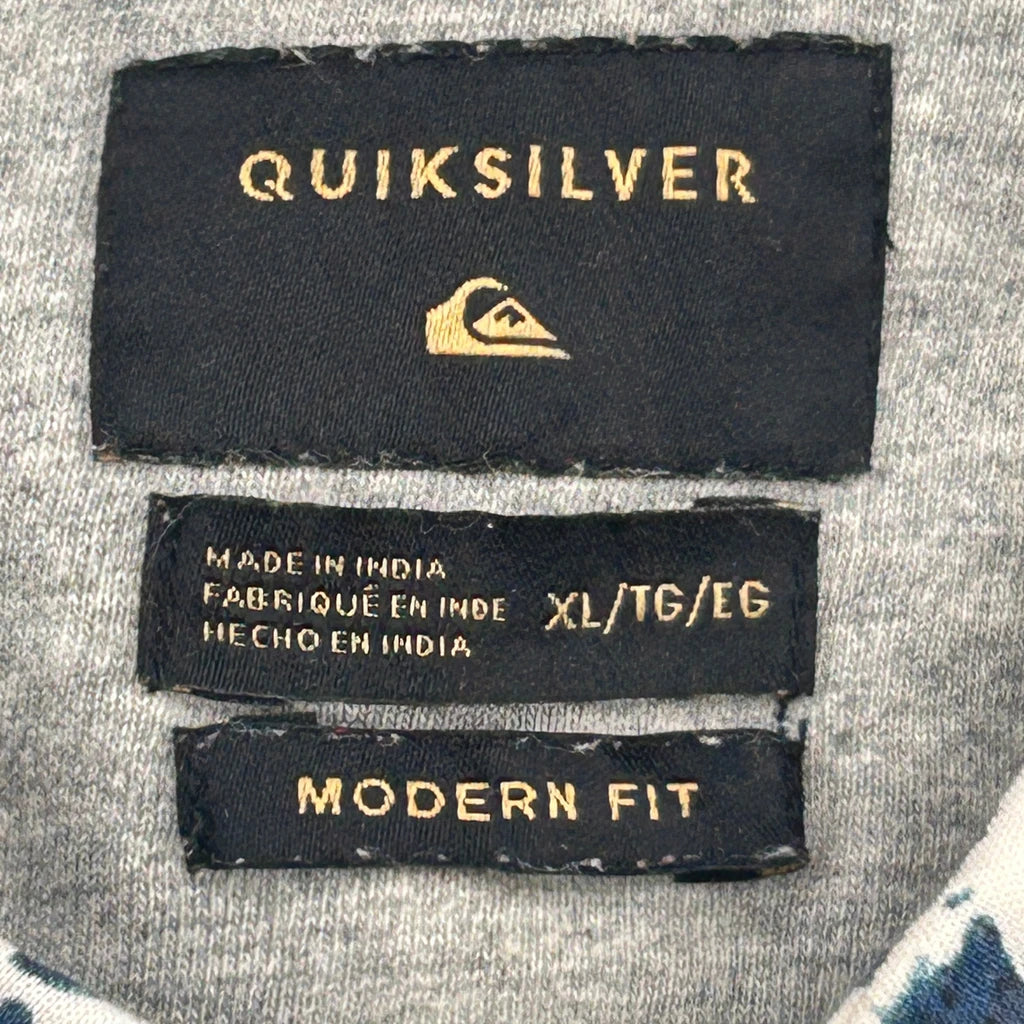 QUIKSILVER
MADE IN INDIA
FABRIQUÉ EN INDE
HECHO EN INDIA
XL/TG/EG
MODERN FIT